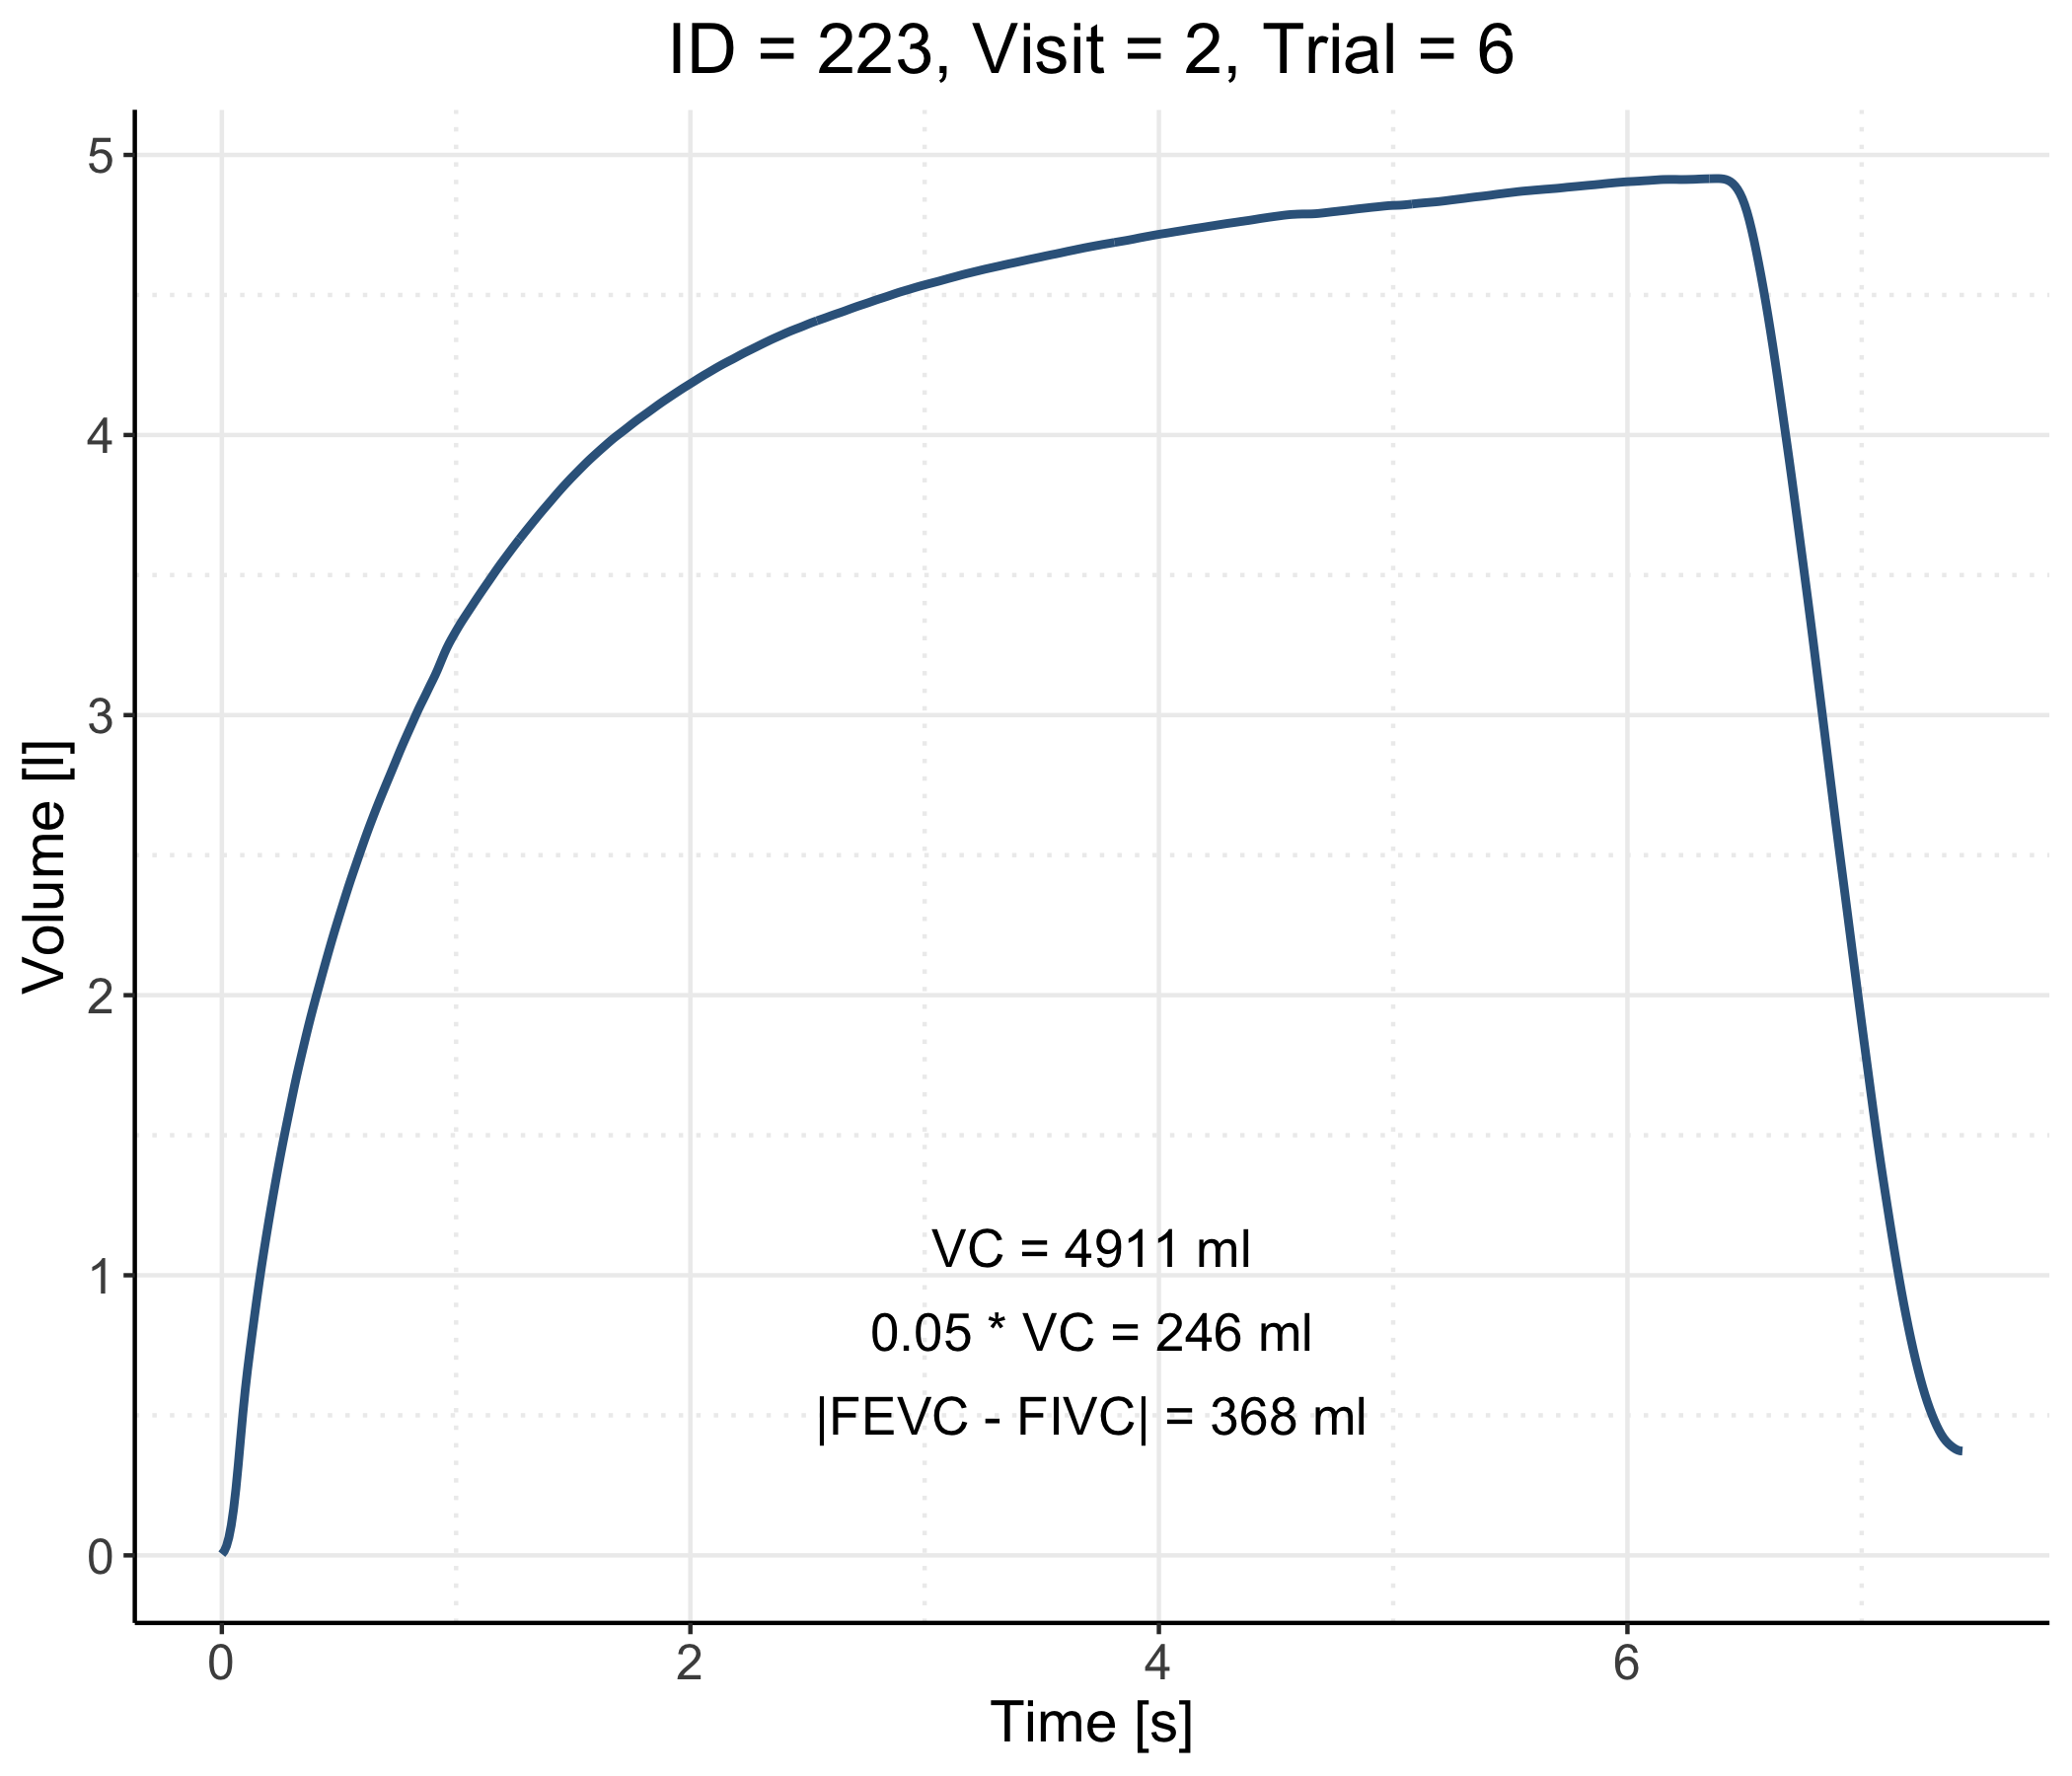 ID = 223, Visit = 2, Trial = 6
5
4
3
2
1
0
Volume [l]
VC = 4911 ml
0.05 * VC = 246 ml
|FEVC - FIVC| = 368 ml
0 2 4 6
Time [s]